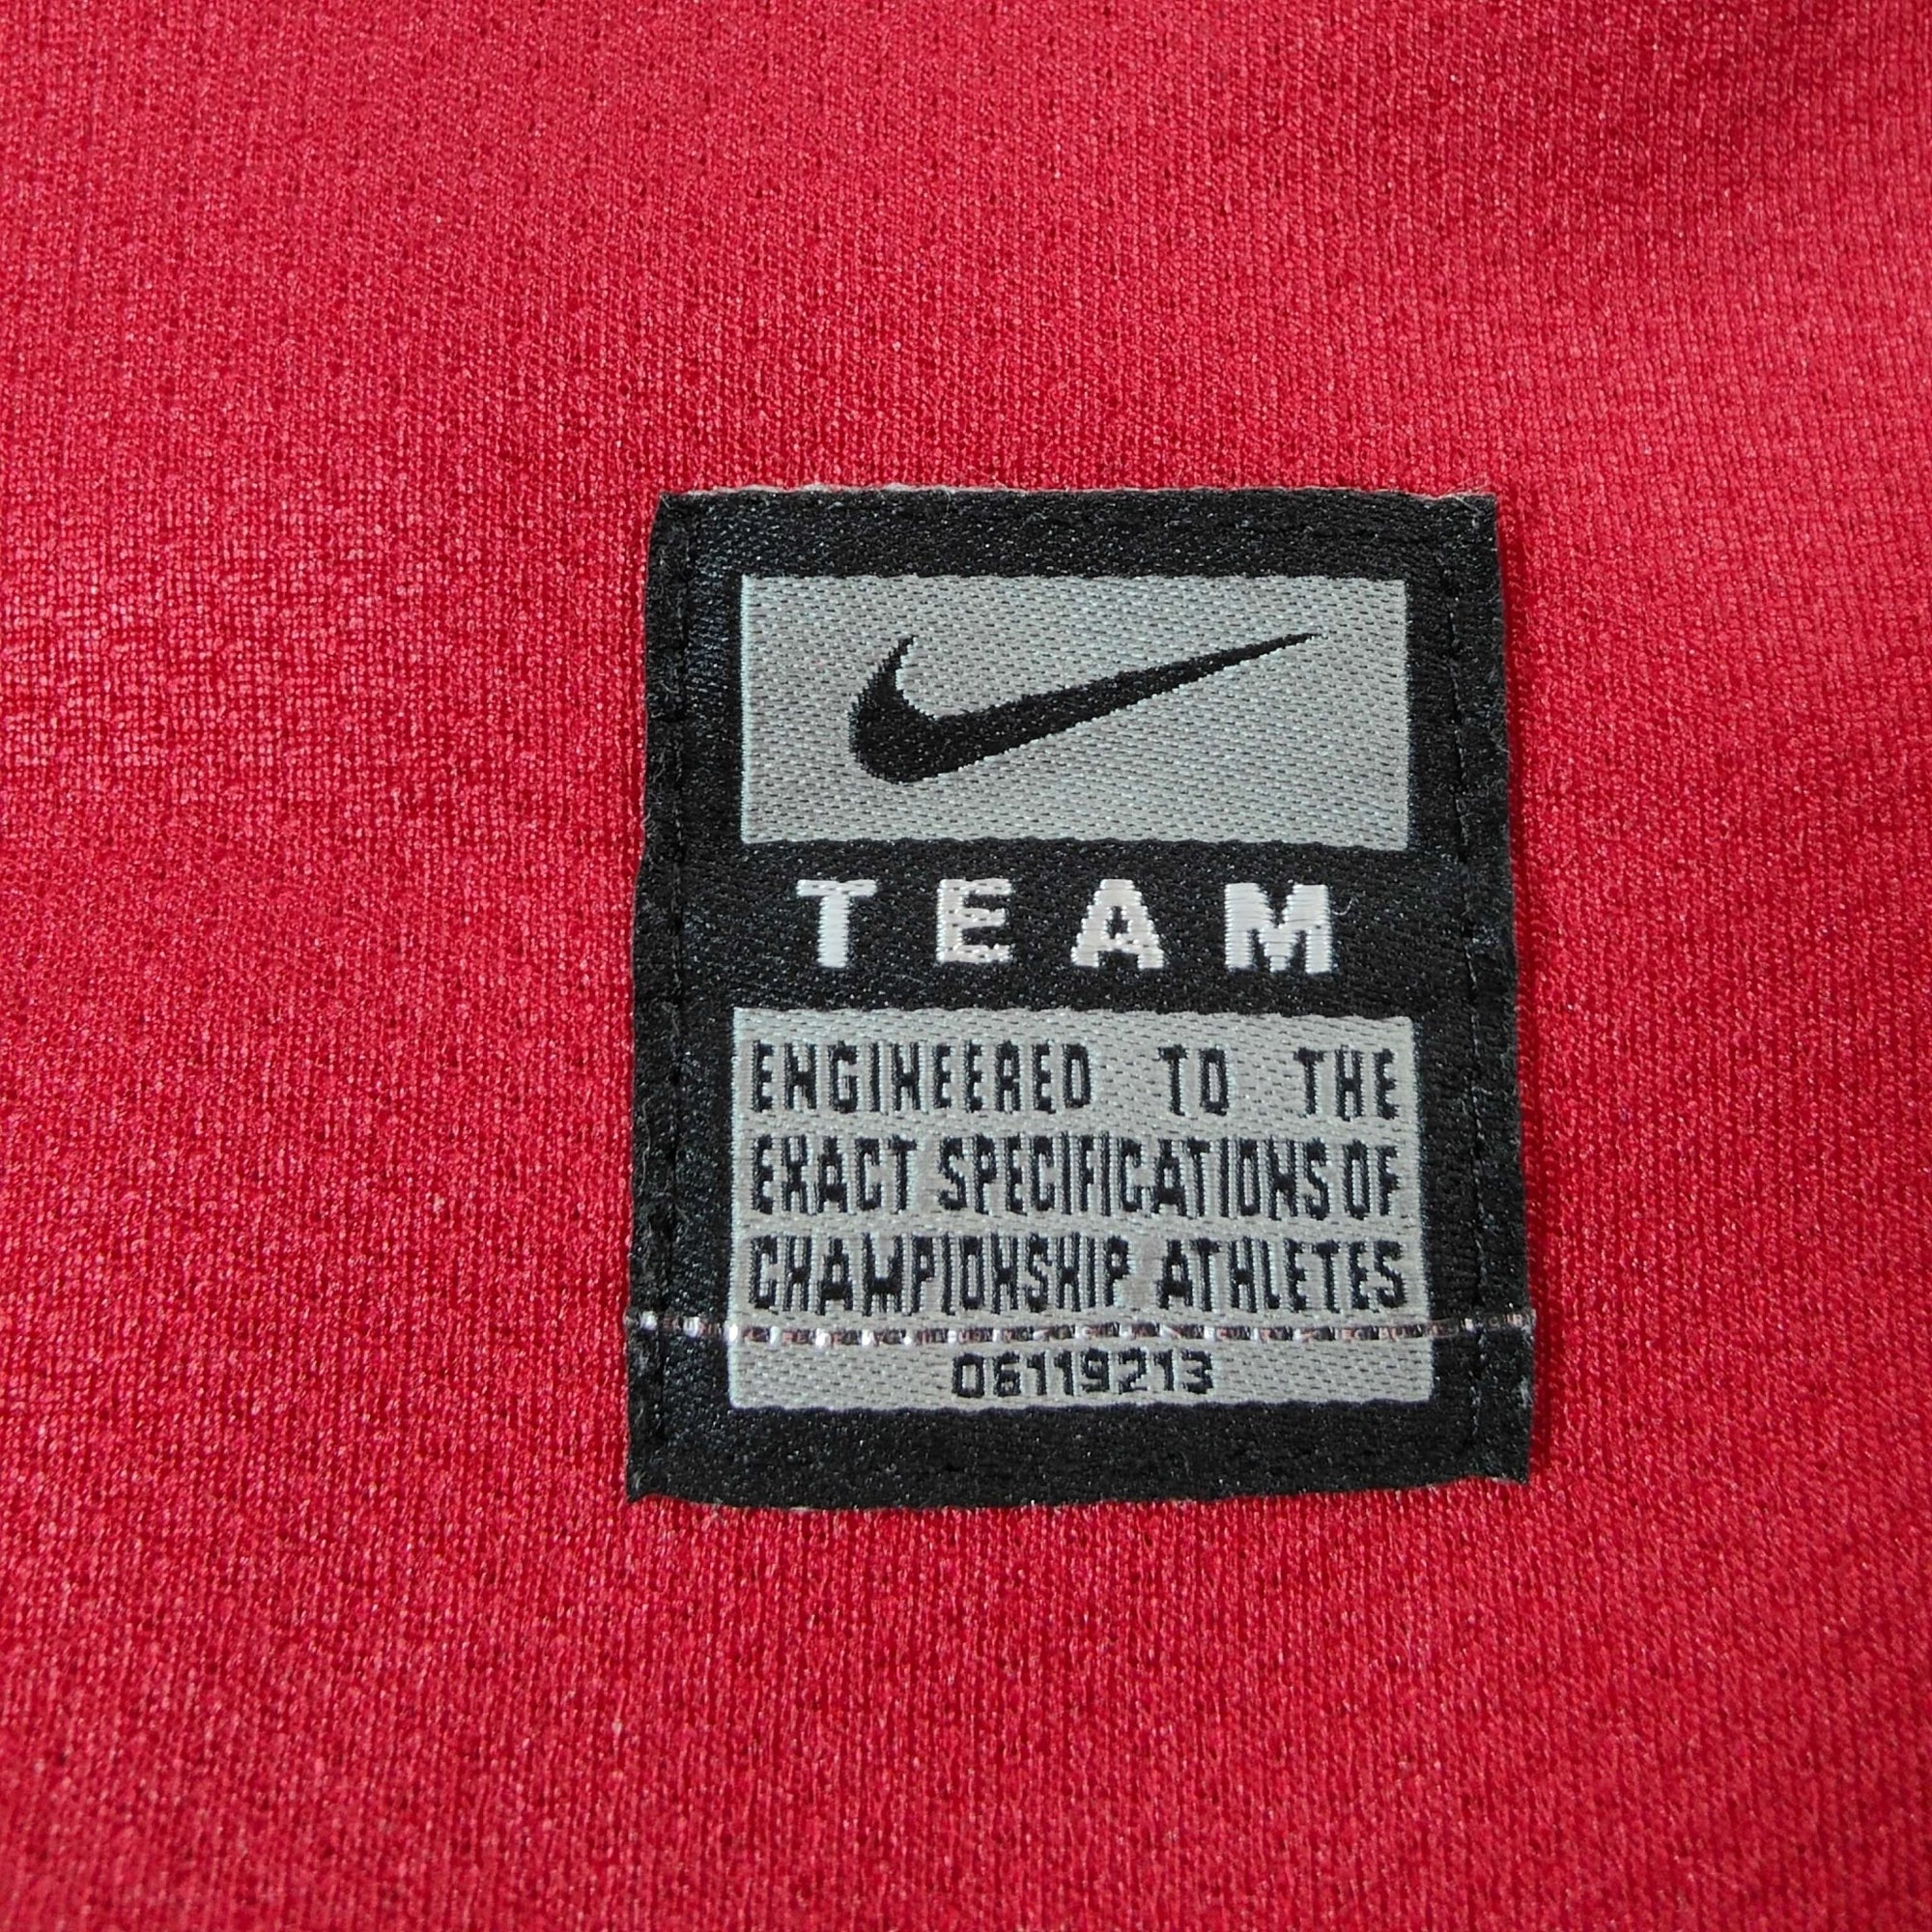 TEAM
ENGINEERED TO THE
EXACT SPECIFICATIONS OF
CHAMPIONSHIP ATHLETES
06119213